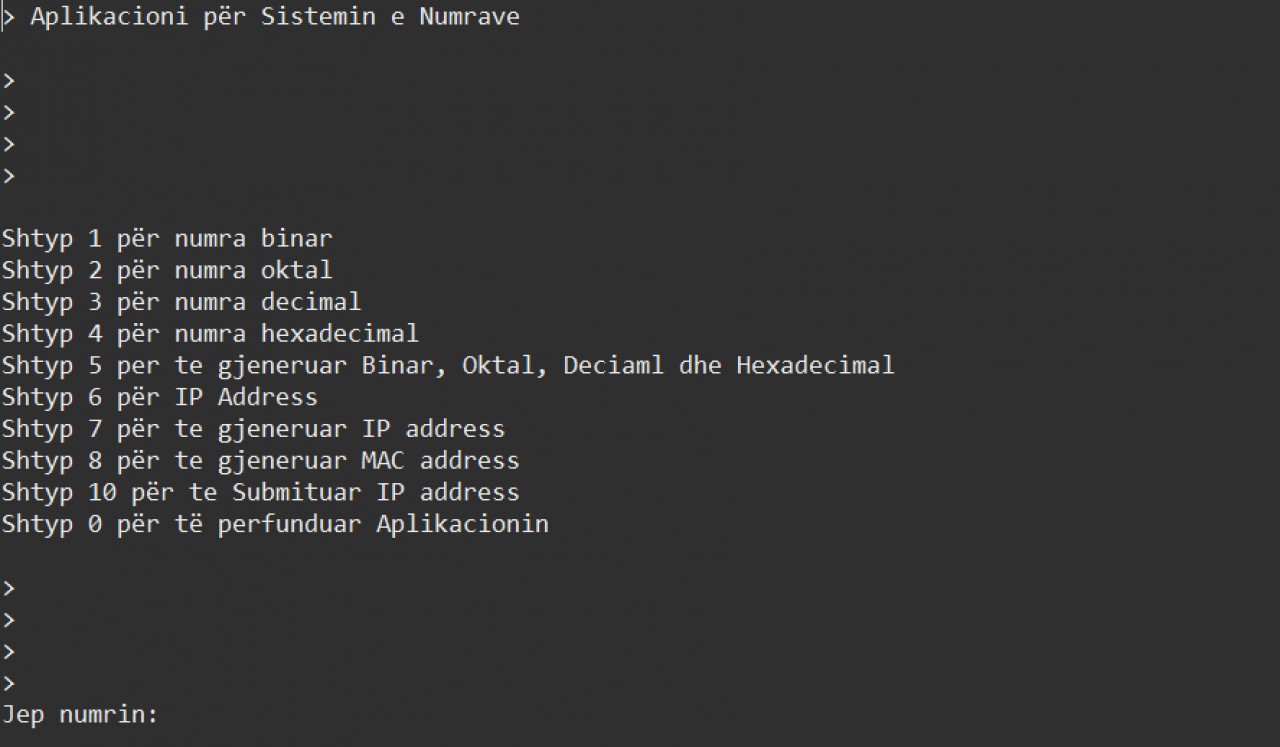 > Aplikacioni për Sistemin e Numrave
>
>
>
>
Shtyp 1 për numra binar
Shtyp 2 për numra oktal
Shtyp 3 për numra decimal
Shtyp 4 për numra hexadecimal
Shtyp 5 per te gjeneruar Binar, Oktal, Deciaml dhe Hexadecimal
Shtyp 6 për IP Address
Shtyp 7 për te gjeneruar IP address
Shtyp 8 për te gjeneruar MAC address
Shtyp 10 për te Submituar IP address
Shtyp 0 për të perfunduar Aplikacionin
>
>
>
>
Jep numrin: